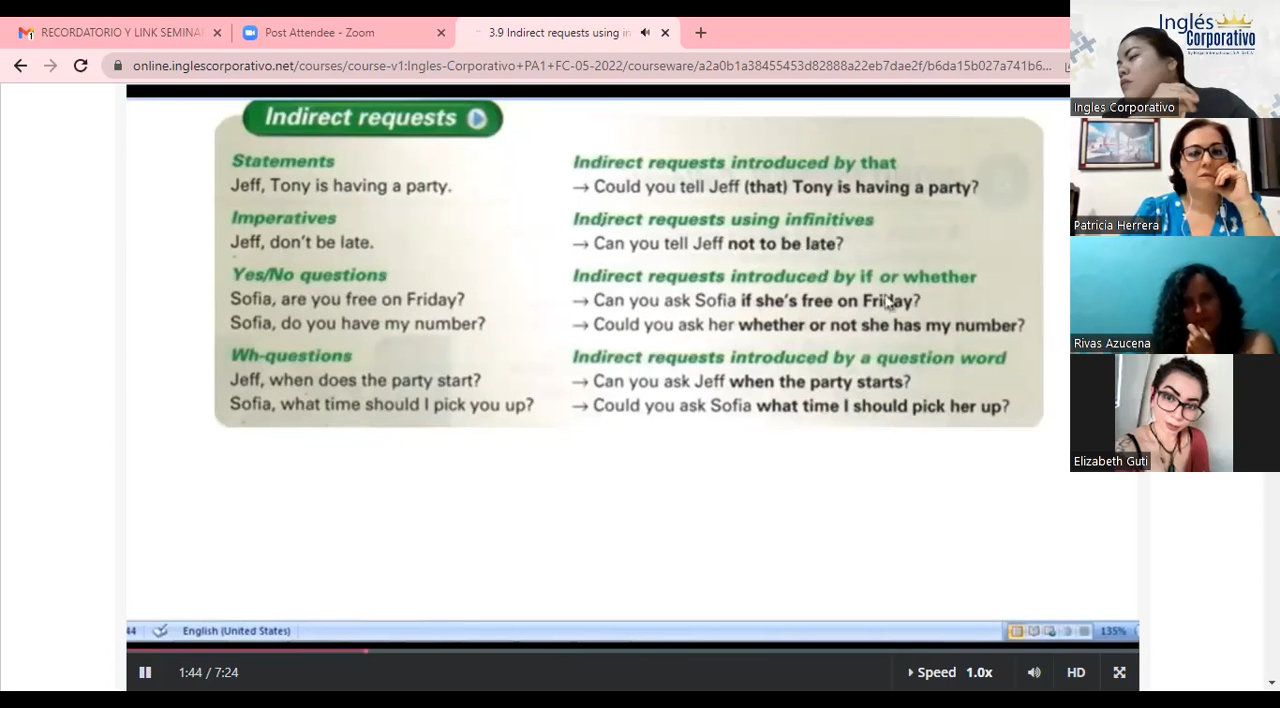 RECORDATORIO Y LINK SEMINA
Post Attendee - Zoom
3.9 Indirect requests using in
online.inglescorporativo.net/courses/course-v1:Ingles-Corporativo+PA11-FC-05-2022/courseware/a2a0b1a3845545838c2888a22eb7dae2f/b6da15b027a741b6...
Inglés
Corporativo
Ingles Corporativo
Patricia Herrera
Rivas Azucena
Elizabeth Guti
Indirect requests
Statements
Jeff, Tony is having a party.
Indirect requests introduced by that
→ Could you tell Jeff (that) Tony is having a party?
Imperatives
Jeff, don't be late.
Indirect requests using infinitives
→ Can you tell Jeff not to be late?
Yes/No questions
Sofia, are you free on Friday?
Sofia, do you have my number?
Indirect requests introduced by if or whether
→ Can you ask Sofia if she's free on Friday?
→ Could you ask her whether or not she has my number?
Wh-questions
Jeff, when does the party start?
Sofia, what time should I pick you up?
Indirect requests introduced by a question word
→ Can you ask Jeff when the party starts?
→ Could you ask Sofia what time I should pick her up?
44
English (United States)
135%
1:44 / 7:24
Speed 1.0x
HD